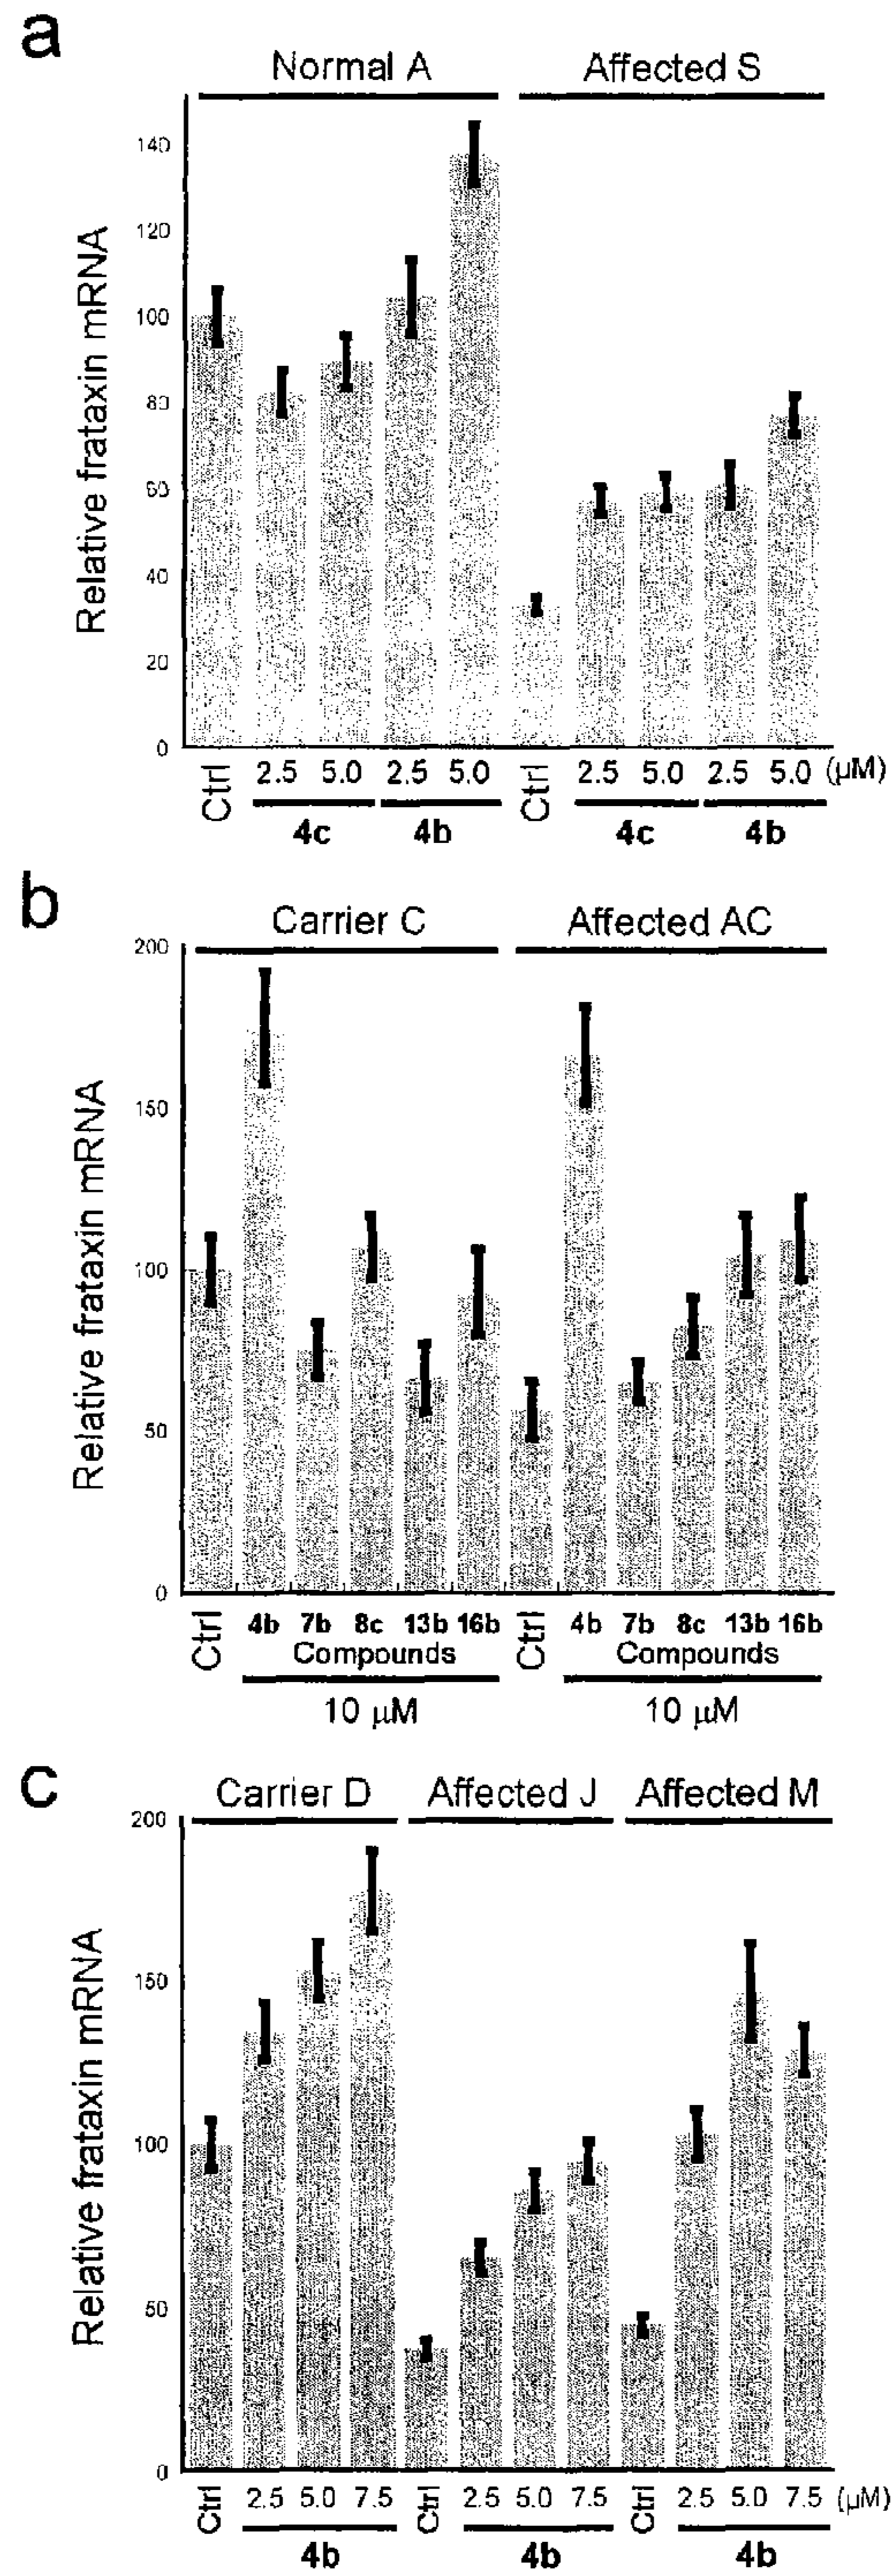 a
Normal A Affected S
Relative frataxin mRNA
140
120
100
80
60
40
20
0
Ctrl 2.5 5.0 2.5 5.0 Ctrl 2.5 5.0 2.5 5.0 (μM)
4c 4b 4c 4b
b
Carrier C Affected AC
Relative frataxin mRNA
200
150
100
50
0
Ctrl 4b 7b 8c 13b 16b Ctrl 4b 7b 8c 13b 16b
Compounds Compounds
10 μM 10 μM
c
Carrier D Affected J Affected M
Relative frataxin mRNA
200
150
100
50
0
Ctrl 2.5 5.0 7.5 Ctrl 2.5 5.0 7.5 Ctrl 2.5 5.0 7.5 (μM)
4b 4b 4b